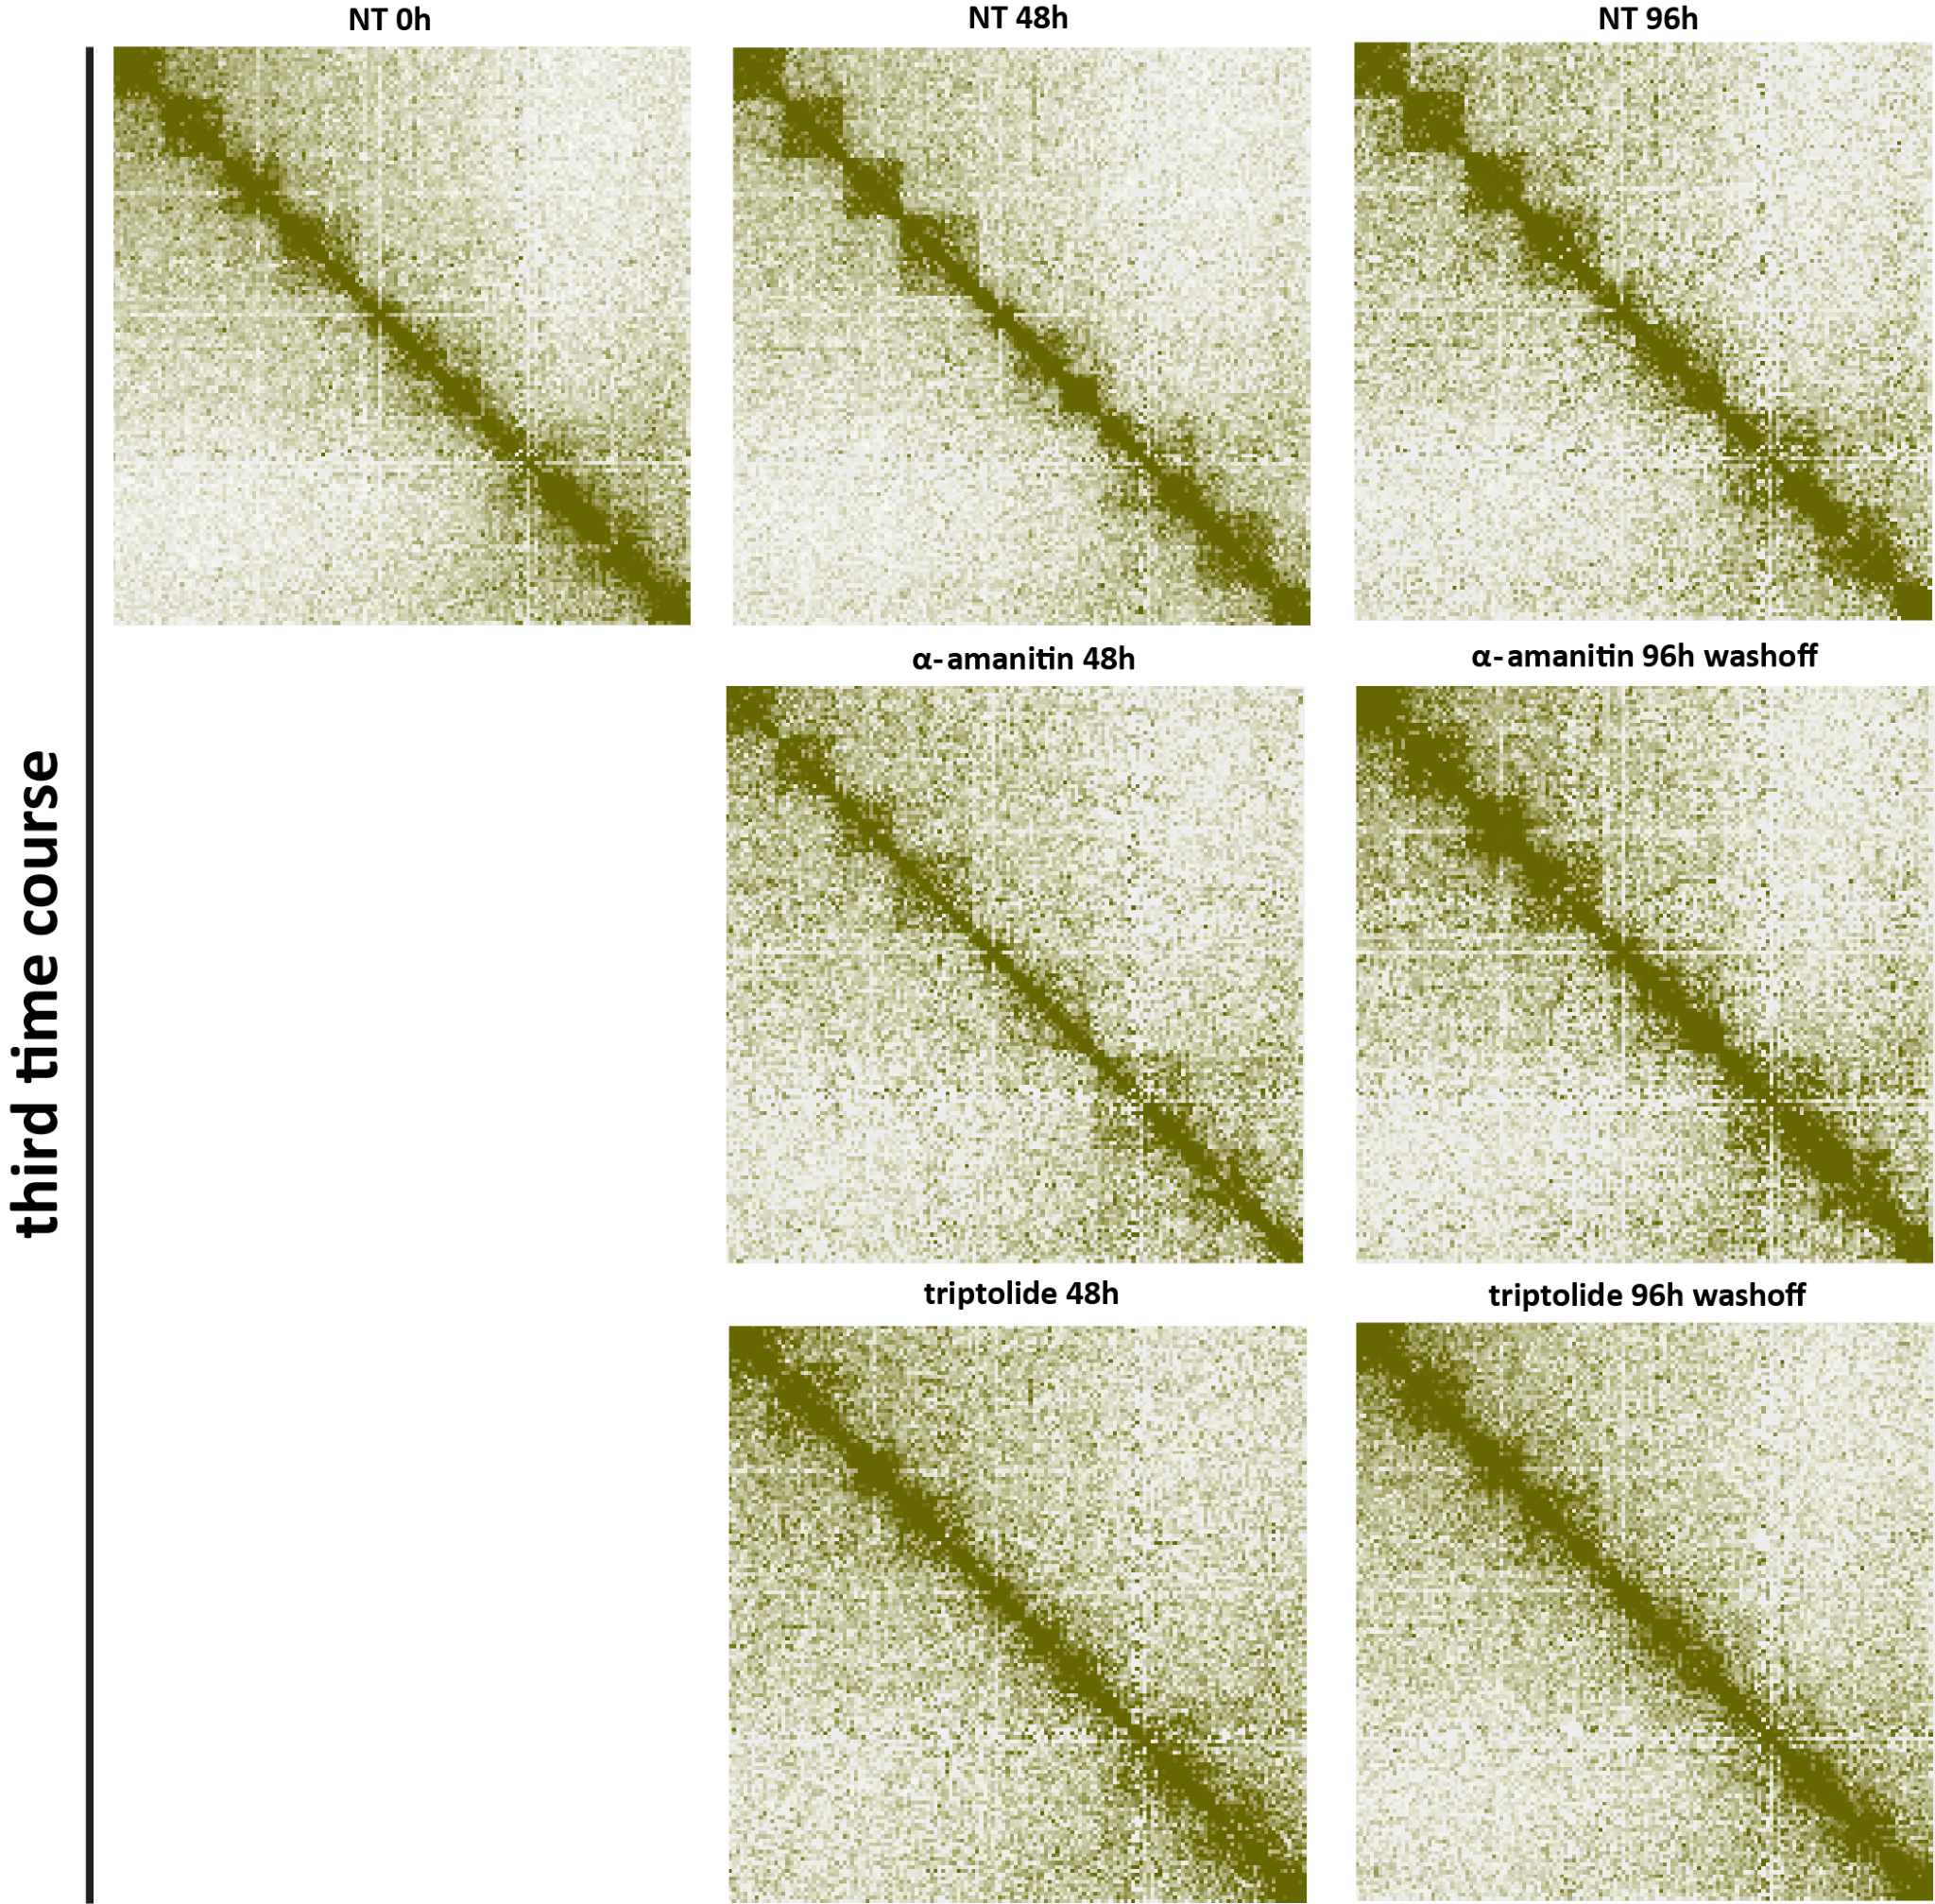 NT 0h
NT 48h
NT 96h
third time course
α-amanitin 48h
α-amanitin 96h washoff
triptolide 48h
triptolide 96h washoff